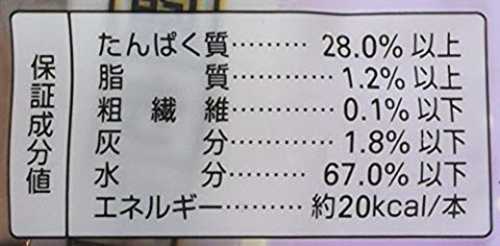 保証成分値
たんぱく質……… 28.0% 以上
脂質……… 1.2% 以上
粗繊維……… 0.1% 以下
灰分……… 1.8% 以下
水分……… 67.0% 以下
エネルギー……… 約20kcal/本